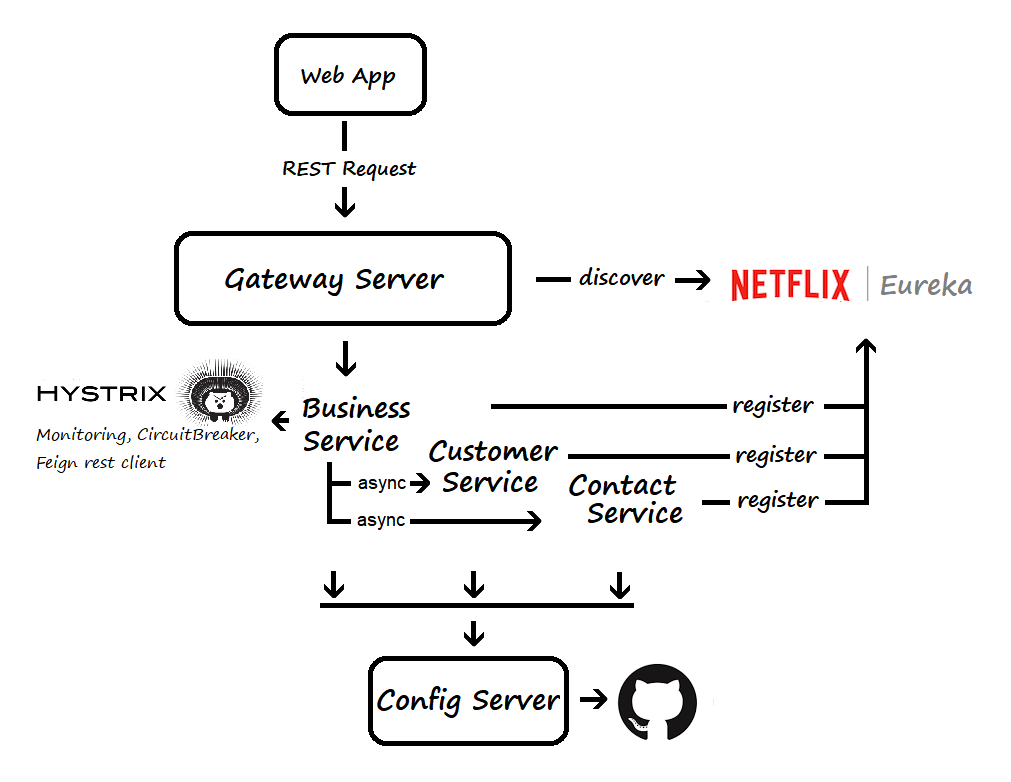 Web App
REST Request
Gateway Server
discover
NETFLIX | Eureka
HYSTRIX
Monitoring, CircuitBreaker,
Feign rest client
Business
Service
register
Customer
Service
register
async
Contact
Service
register
async
Config Server